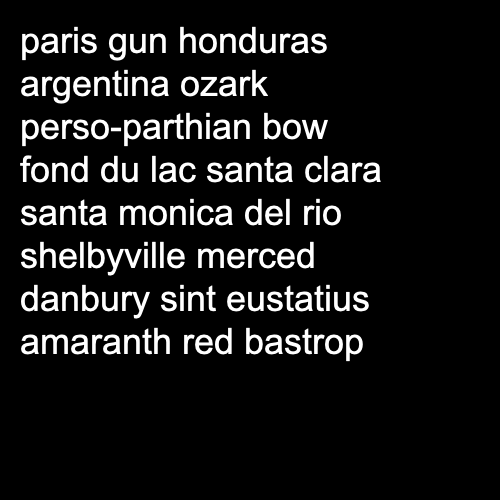 paris gun honduras
argentina ozark
perso-parthian bow
fond du lac santa clara
santa monica del rio
shelbyville merced
danbury sint eustatius
amaranth red bastrop